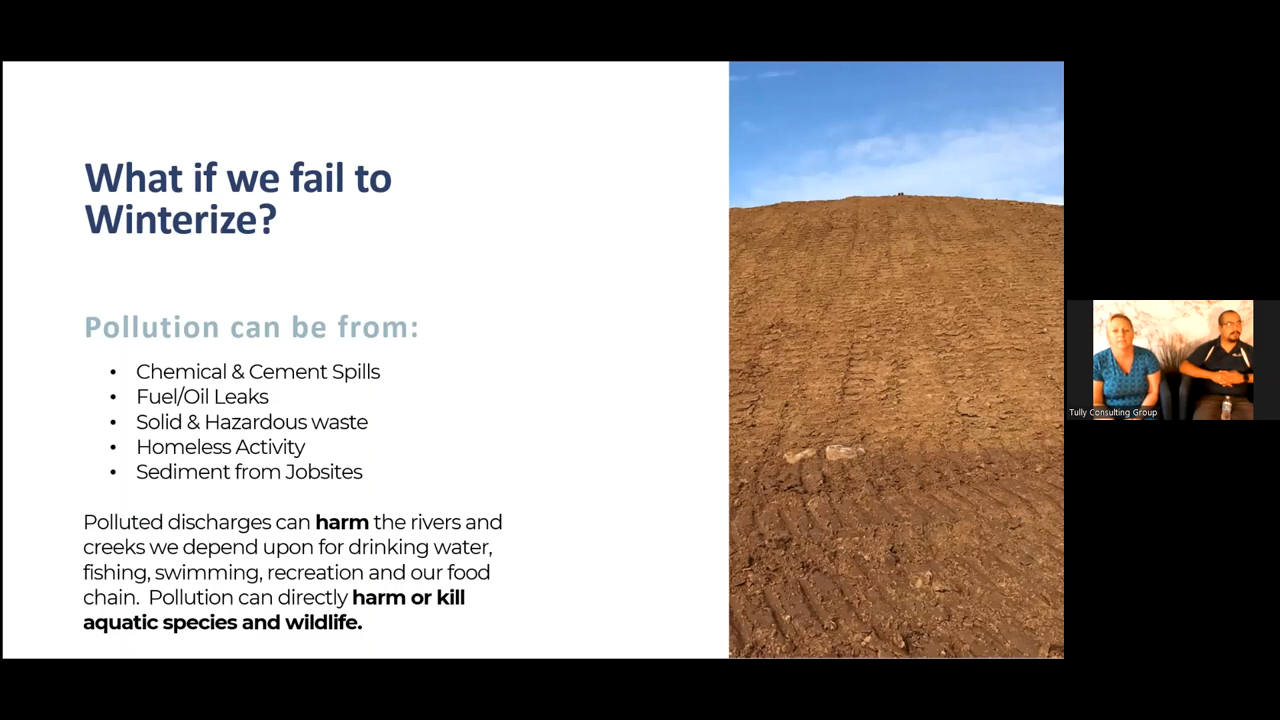 What if we fail to
Winterize?
Pollution can be from:
• Chemical & Cement Spills
• Fuel/Oil Leaks
• Solid & Hazardous waste
• Homeless Activity
• Sediment from Jobsites
Polluted discharges can harm the rivers and
creeks we depend upon for drinking water,
fishing, swimming, recreation and our food
chain.  Pollution can directly harm or kill
aquatic species and wildlife.
Tully Consulting Group